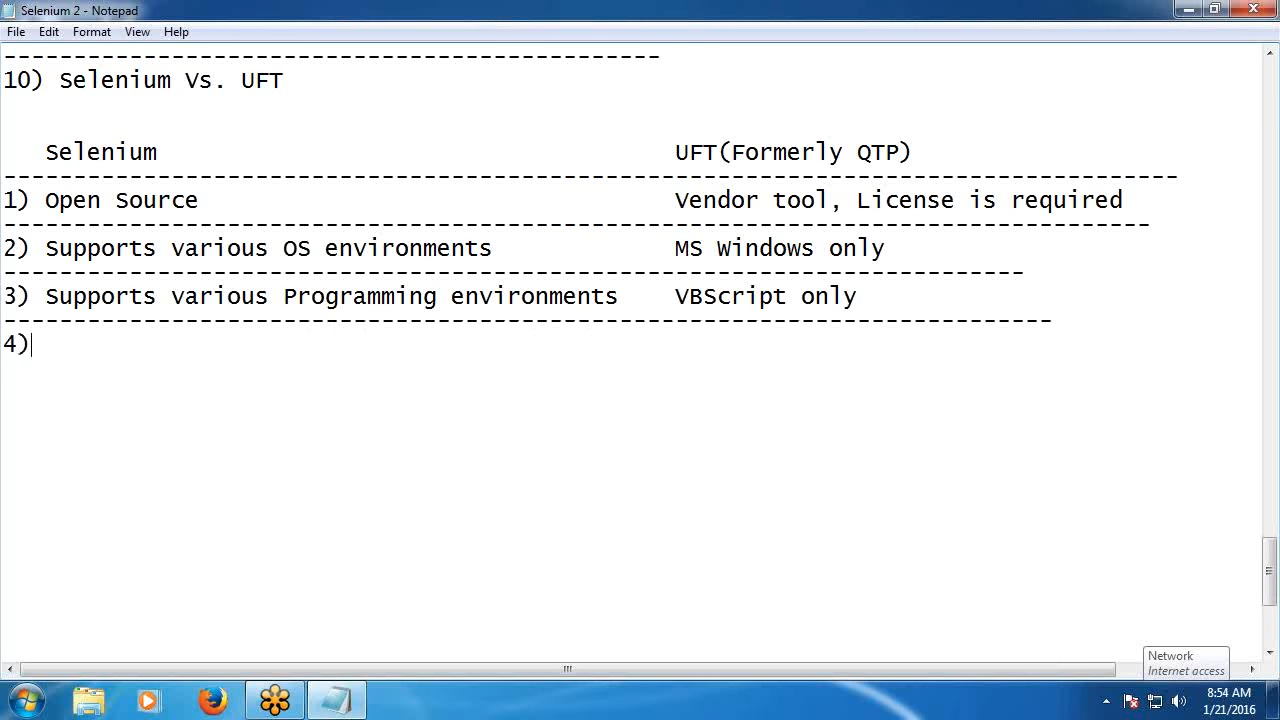 Selenium 2 - Notepad
File Edit Format View Help
-----------------------------------------------
10) Selenium Vs. UFT
Selenium UFT(Formerly QTP)
------------------------------------------------------------------------------------
1) Open Source Vendor tool, License is required
----------------------------------------------------------------------------------
2) Supports various OS environments MS Windows only
-------------------------------------------------------------------------
3) Supports various Programming environments VBScript only
---------------------------------------------------------------------------
4)
Network
Internet access
8:54 AM
1/21/2016